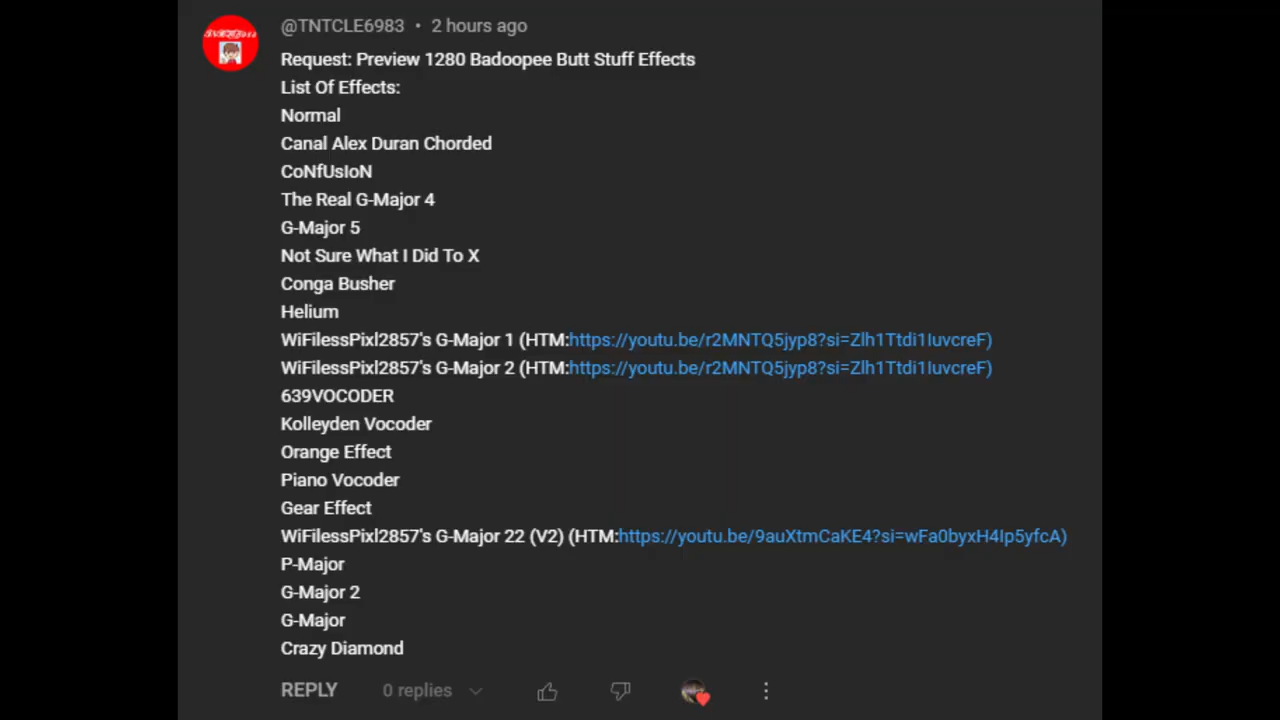 @TNTCLE6983 • 2 hours ago
Request: Preview 1280 Badoopee Butt Stuff Effects
List Of Effects:
Normal
Canal Alex Duran Chorded
CoNfUsIoN
The Real G-Major 4
G-Major 5
Not Sure What I Did To X
Conga Busher
Helium
WiFilessPixl2857's G-Major 1 (HTM:https://youtu.be/r2MNTQ5jyp8?si=Zlh1Ttdi1IuvcreF)
WiFilessPixl2857's G-Major 2 (HTM:https://youtu.be/r2MNTQ5jyp8?si=Zlh1Ttdi1IuvcreF)
639VOCODER
Kolleyden Vocoder
Orange Effect
Piano Vocoder
Gear Effect
WiFilessPixl2857's G-Major 22 (V2) (HTM:https://youtu.be/9auXtmCaKE4?si=wFa0byxH4Ip5yfcA)
P-Major
G-Major 2
G-Major
Crazy Diamond
REPLY 0 replies